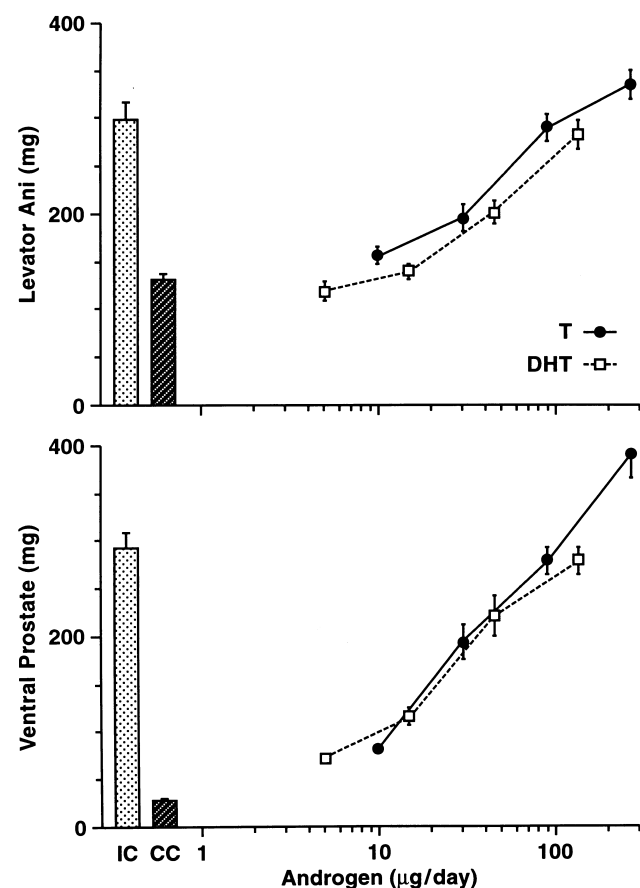 400
200
0
Levator Ani (mg)
T
DHT
400
200
0
Ventral Prostate (mg)
IC CC 1 10 100
Androgen (μg/day)